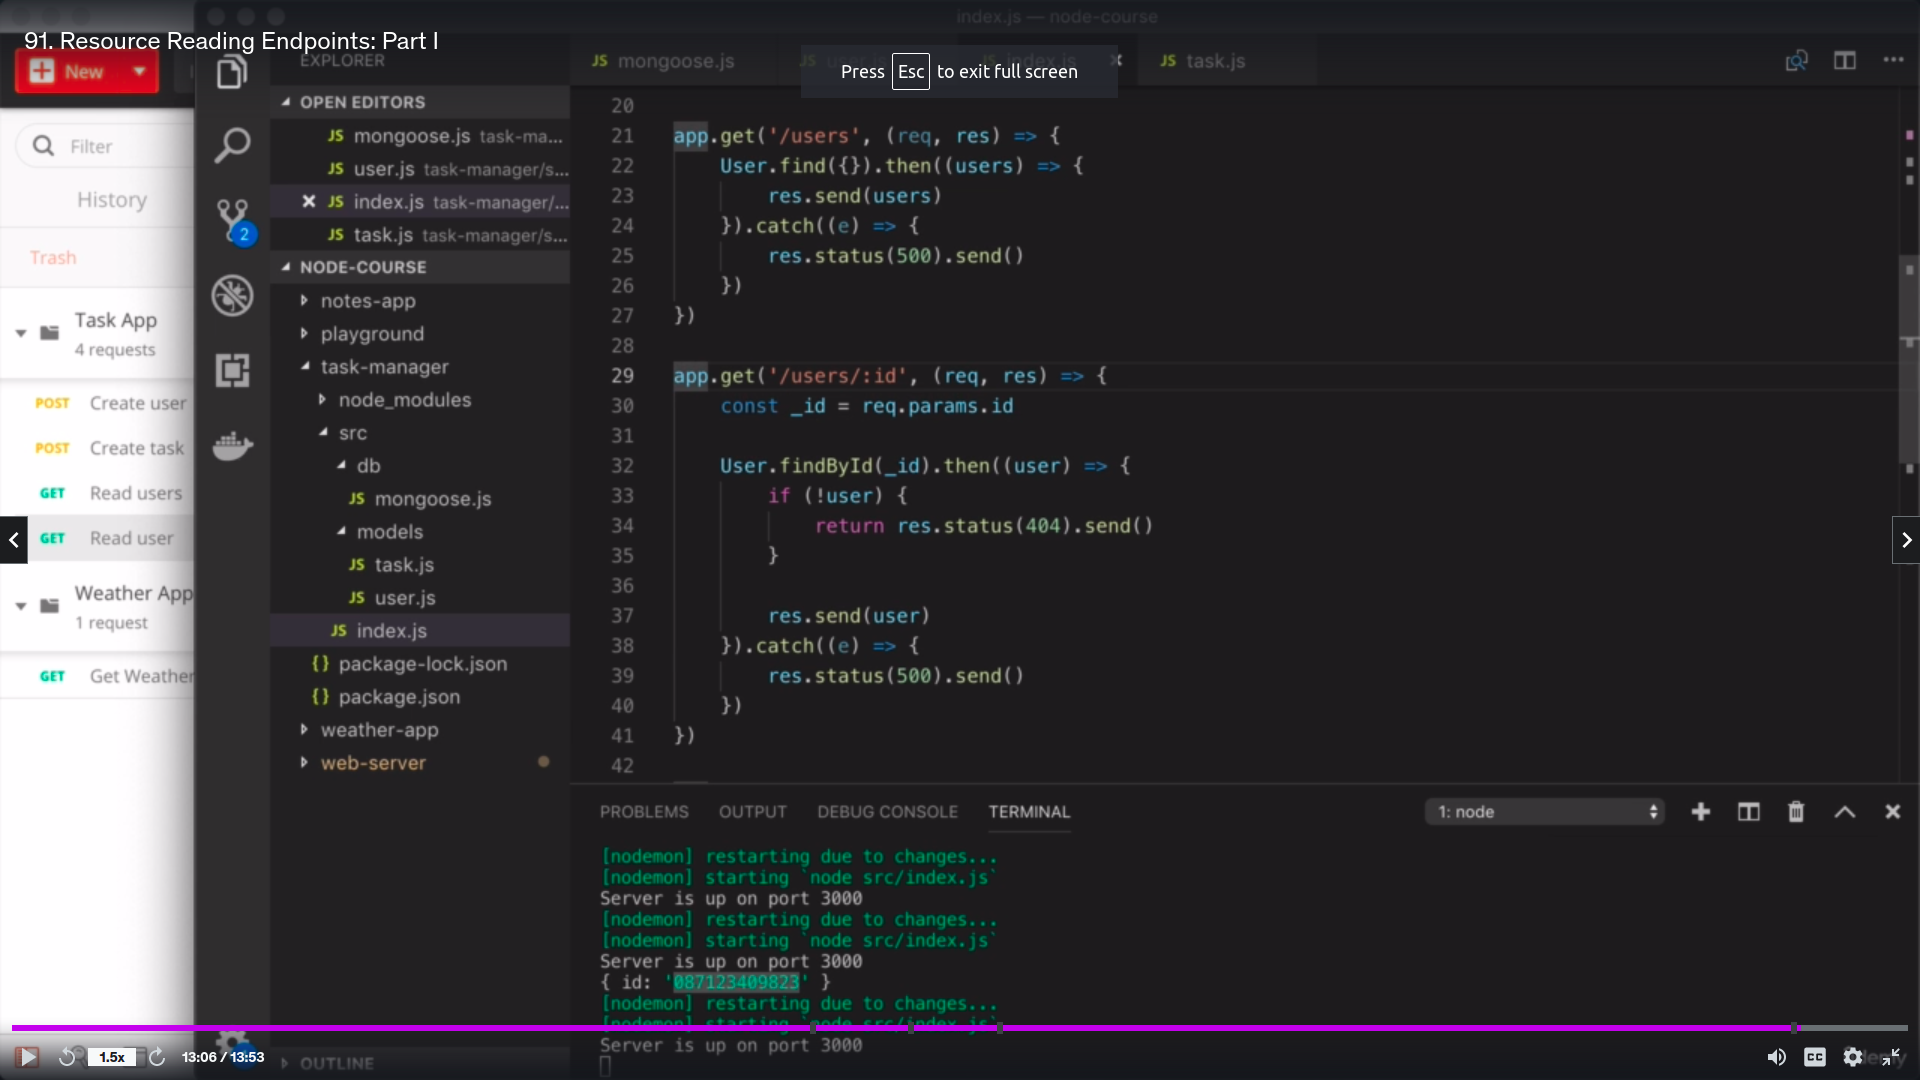 index.js — node-course
91. Resource Reading Endpoints: Part I
New
Filter
History
Trash
Task App
4 requests
POST Create user
POST Create task
GET Read users
GET Read user
Weather App
1 request
GET Get Weather
EXPLORER
OPEN EDITORS
JS mongoose.js task-ma...
JS user.js task-manager/s...
JS index.js task-manager/...
JS task.js task-manager/s...
2
NODE-COURSE
notes-app
playground
task-manager
node_modules
src
db
JS mongoose.js
models
JS task.js
JS user.js
JS index.js
{} package-lock.json
{} package.json
weather-app
web-server
OUTLINE
JS mongoose.js
JS index.js
JS task.js
Press Esc to exit full screen
20
21 app.get('/users', (req, res) => {
22 User.find({}).then((users) => {
23 res.send(users)
24 }).catch((e) => {
25 res.status(500).send()
26 })
27 })
28
29 app.get('/users/:id', (req, res) => {
30 const _id = req.params.id
31
32 User.findById(_id).then((user) => {
33 if (!user) {
34 return res.status(404).send()
35 }
36
37 res.send(user)
38 }).catch((e) => {
39 res.status(500).send()
40 })
41 })
42
PROBLEMS OUTPUT DEBUG CONSOLE TERMINAL
1: node
[nodemon] restarting due to changes...
[nodemon] starting `node src/index.js`
Server is up on port 3000
[nodemon] restarting due to changes...
[nodemon] starting `node src/index.js`
Server is up on port 3000
{ id: '087123409823' }
[nodemon] restarting due to changes...
[nodemon] starting `node src/index.js`
Server is up on port 3000
1.5x
13:06 / 13:53
CC